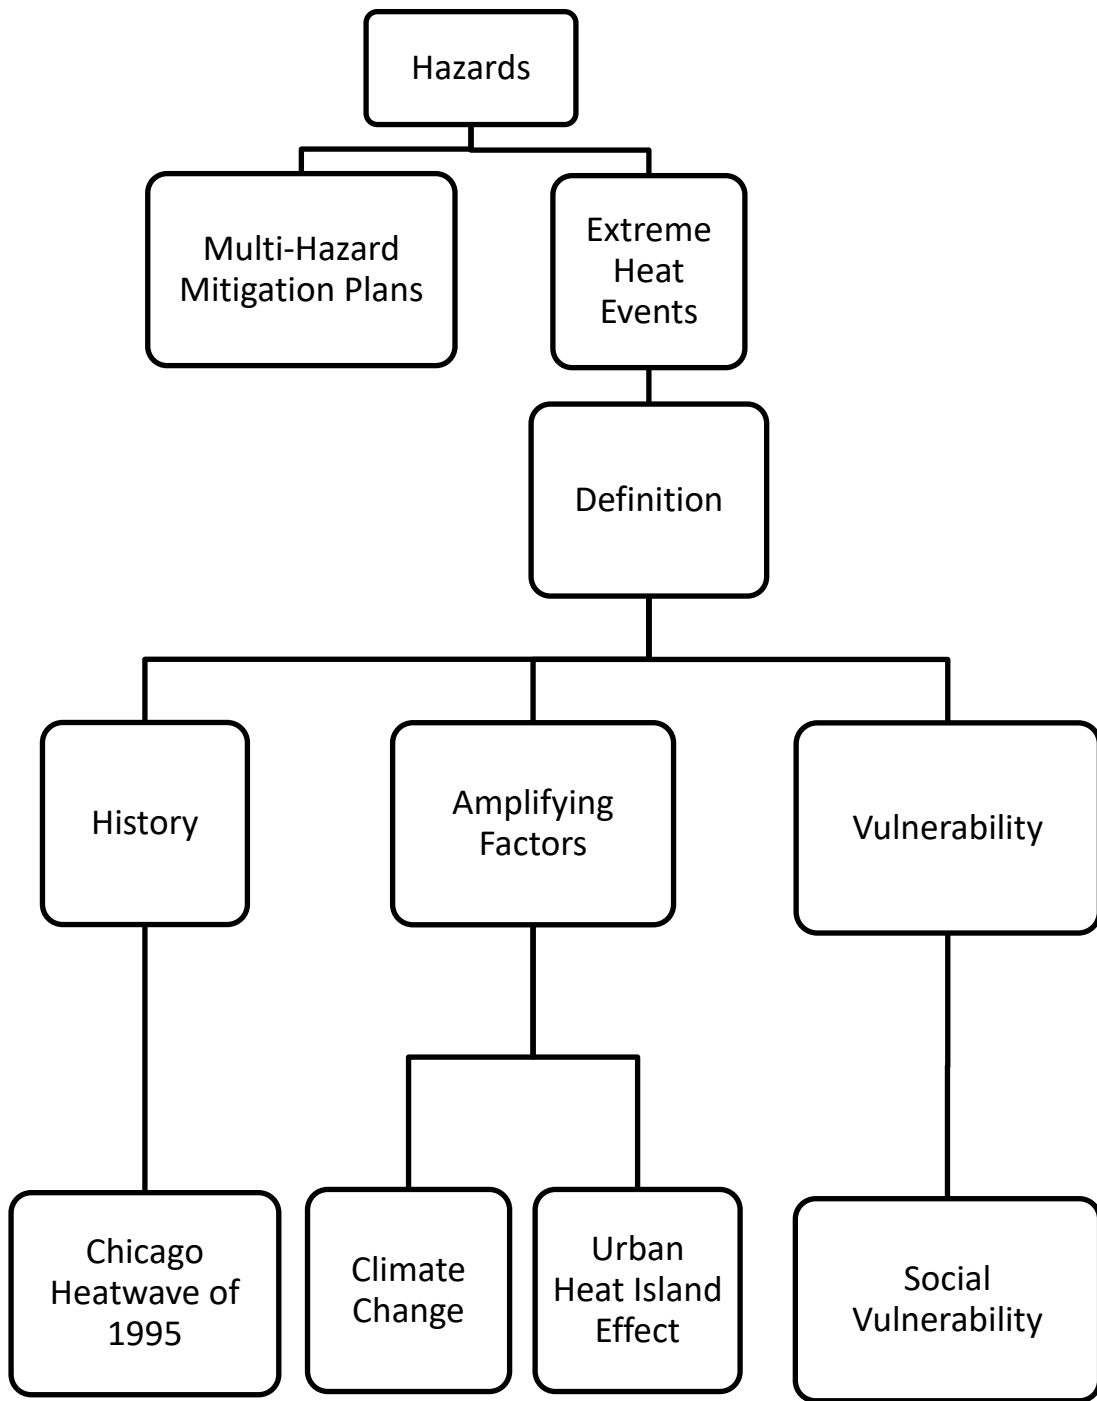 Hazards
Multi-Hazard
Mitigation Plans
Extreme
Heat
Events
Definition
History
Amplifying
Factors
Vulnerability
Chicago
Heatwave of
1995
Climate
Change
Urban
Heat Island
Effect
Social
Vulnerability